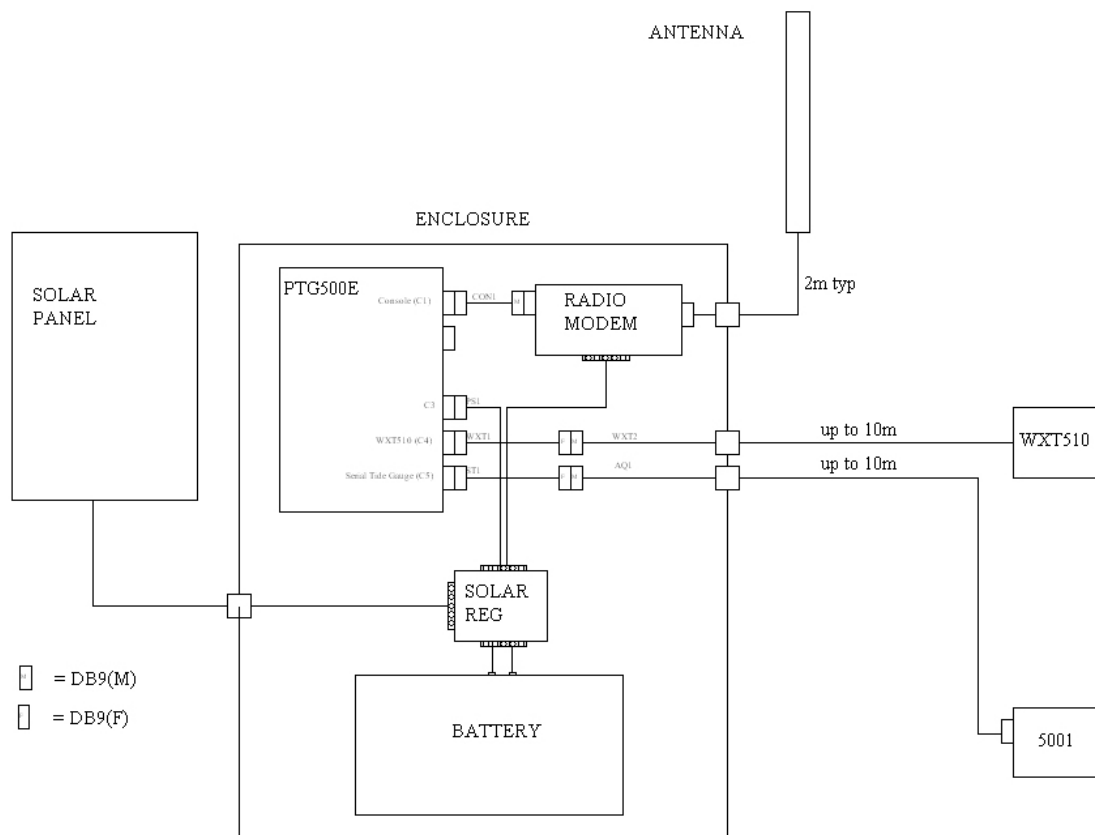 ANTENNA
ENCLOSURE
SOLAR
PANEL
PTG500E
Console (C1)
CON1
M
RADIO
MODEM
2m typ
C3
PS1
WXT510 (C4)
WXT1
F M
WXT2
up to 10m
WXT510
Serial Tide Gauge (C5)
ST1
F M
AQ1
up to 10m
SOLAR
REG
M = DB9(M)
F = DB9(F)
BATTERY
5001